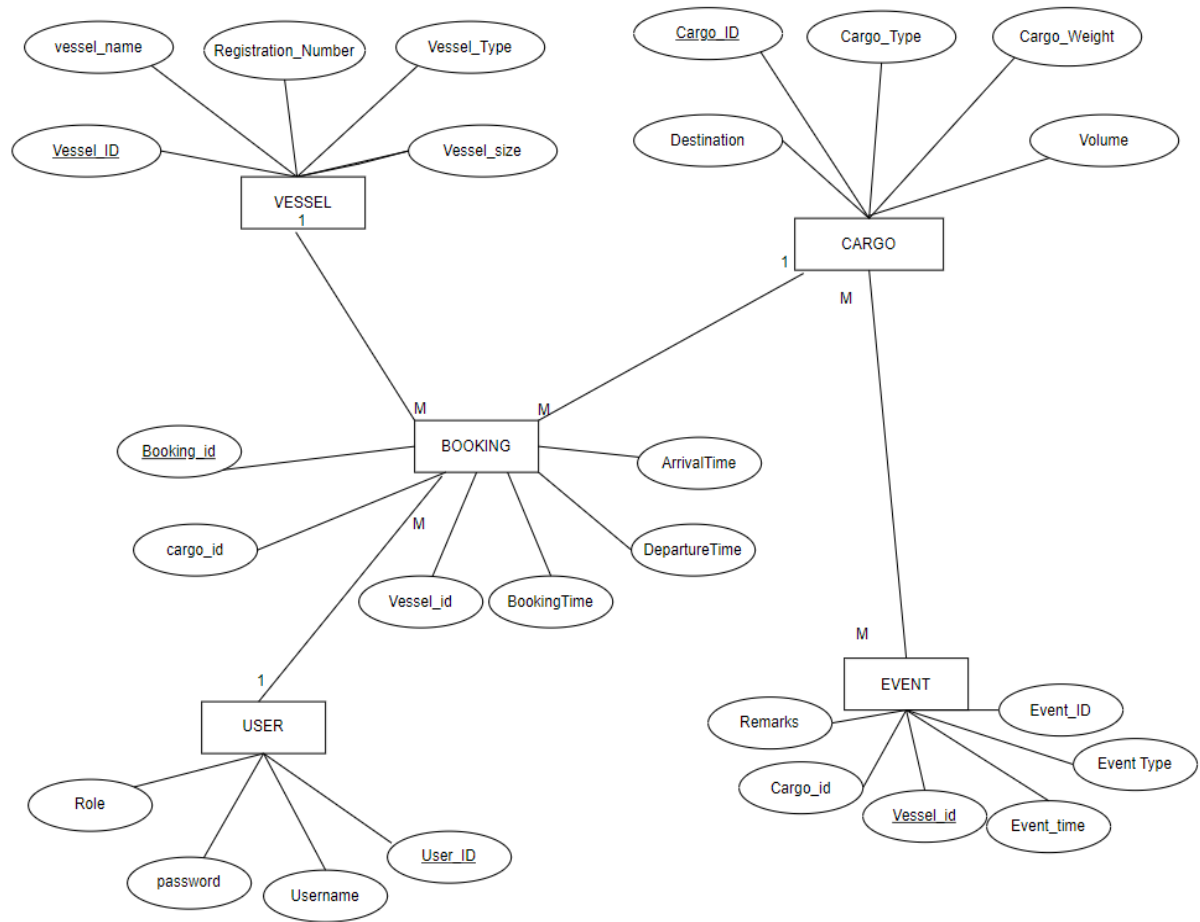 vessel_name
Registration_Number
Vessel_Type
Vessel_ID
Vessel_size
VESSEL
1
Cargo_ID
Cargo_Type
Cargo_Weight
Destination
Volume
CARGO
1
M
M
M
BOOKING
Booking_id
ArrivalTime
cargo_id
M
DepartureTime
Vessel_id
BookingTime
1
USER
Role
password
Username
User_ID
M
EVENT
Remarks
Event_ID
Cargo_id
Event Type
Vessel_id
Event_time